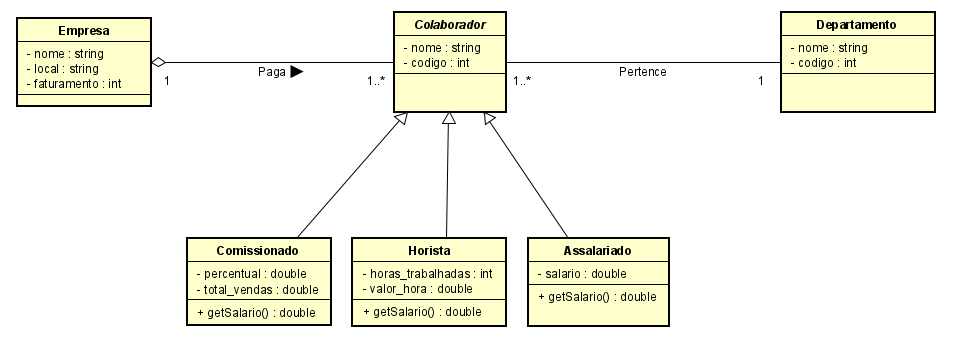 Empresa
- nome : string
- local : string
- faturamento : int
1
Paga
1..*
Colaborador
- nome : string
- codigo : int
1..*
Pertence
1
Departamento
- nome : string
- codigo : int
Comissionado
- percentual : double
- total_vendas : double
+ getSalario() : double
Horista
- horas_trabalhadas : int
- valor_hora : double
+ getSalario() : double
Assalariado
- salario : double
+ getSalario() : double